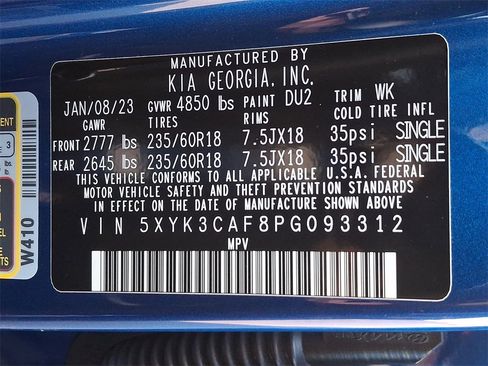 MANUFACTURED BY
KIA GEORGIA, INC.
JAN/08/23 GVWR 4850 lbs PAINT DU2 TRIM WK
GAWR TIRES RIMS COLD TIRE INFL
FRONT 2777 lbs 235/60R18 7.5JX18 35psi SINGLE
REAR 2645 lbs 235/60R18 7.5JX18 35psi SINGLE
THIS VEHICLE CONFORMS TO ALL APPLICABLE U.S.A. FEDERAL
MOTOR VEHICLE SAFETY AND THEFT PREVENTION STANDARDS
IN EFFECT ON THE DATE OF MANUFACTURE SHOWN ABOVE
VIN 5XYK3CAF8PG093312
MPV
W410
3